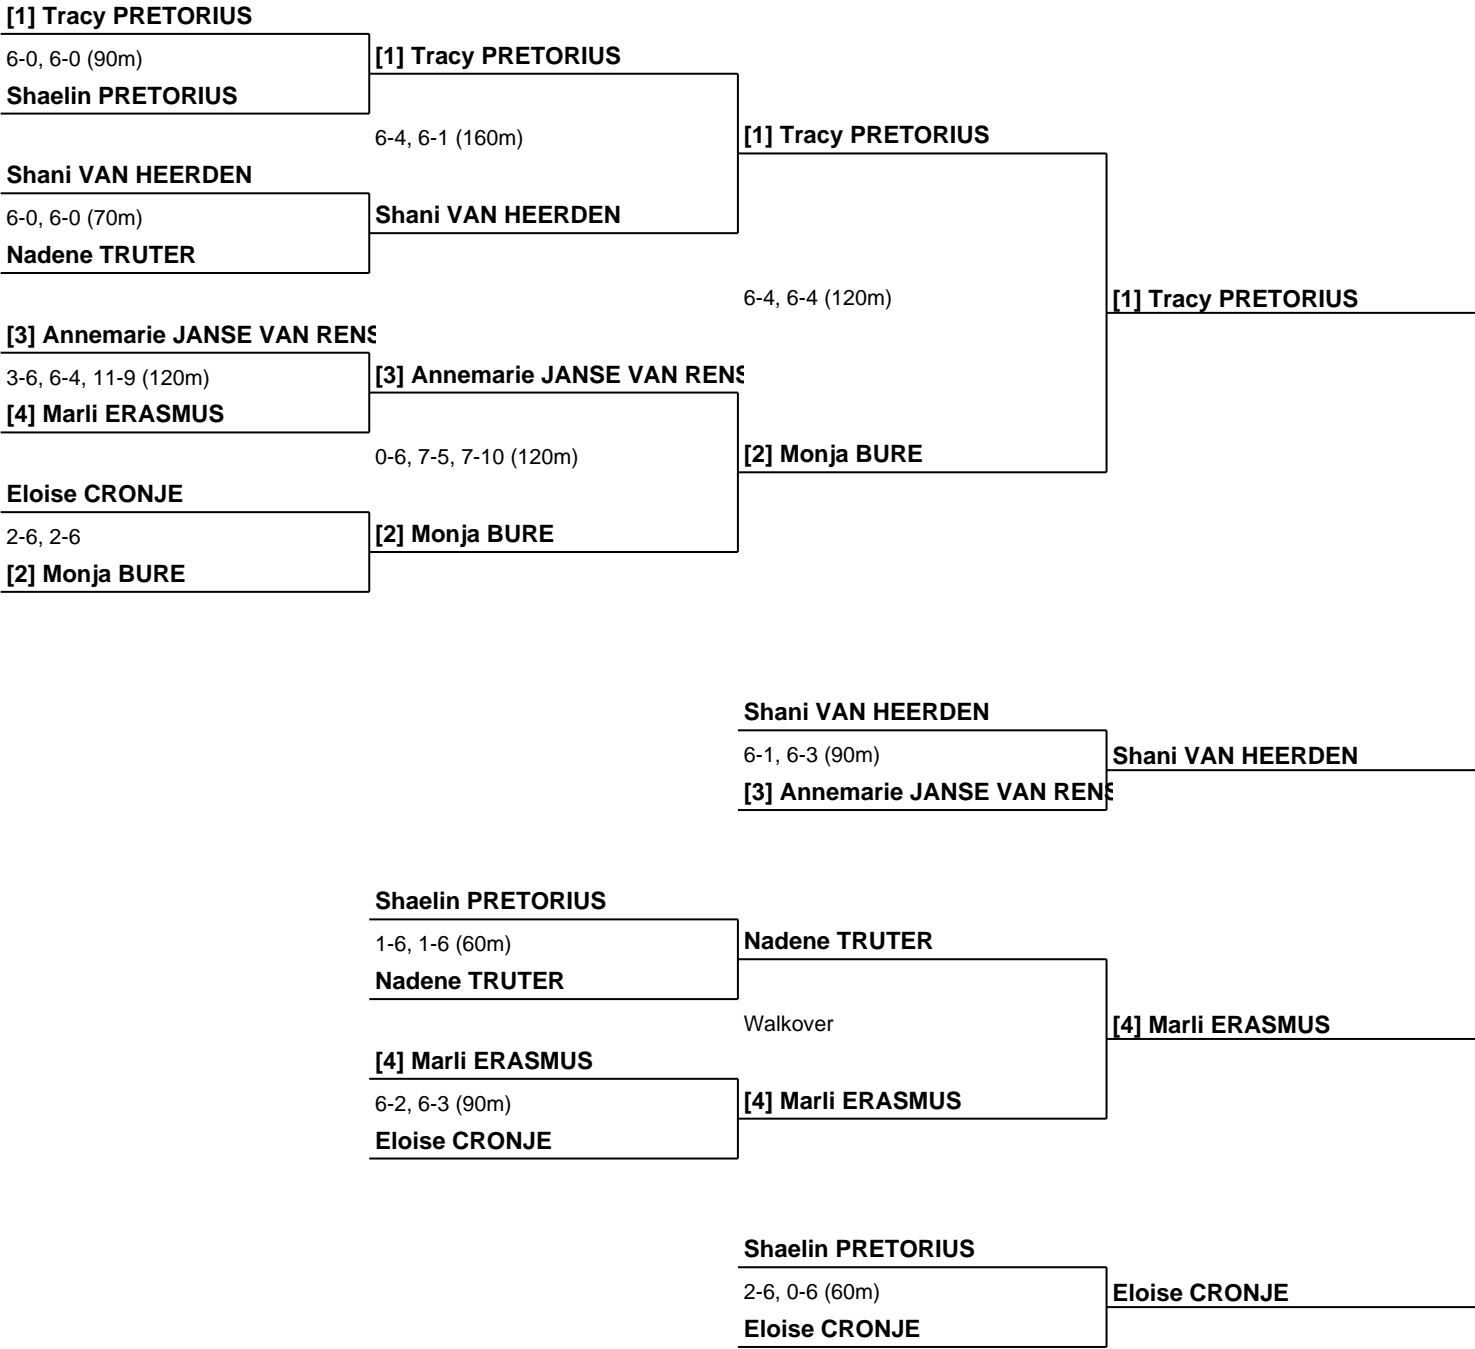 [1] Tracy PRETORIUS
6-0, 6-0 (90m)
[1] Tracy PRETORIUS
Shaelin PRETORIUS
6-4, 6-1 (160m)
[1] Tracy PRETORIUS
Shani VAN HEERDEN
6-0, 6-0 (70m)
Shani VAN HEERDEN
Nadene TRUTER
6-4, 6-4 (120m)
[1] Tracy PRETORIUS
[3] Annemarie JANSE VAN RENS
3-6, 6-4, 11-9 (120m)
[3] Annemarie JANSE VAN RENS
[4] Marli ERASMUS
0-6, 7-5, 7-10 (120m)
[2] Monja BURE
Eloise CRONJE
2-6, 2-6
[2] Monja BURE
[2] Monja BURE
Shani VAN HEERDEN
6-1, 6-3 (90m)
Shani VAN HEERDEN
[3] Annemarie JANSE VAN RENS
Shaelin PRETORIUS
1-6, 1-6 (60m)
Nadene TRUTER
Nadene TRUTER
Walkover
[4] Marli ERASMUS
[4] Marli ERASMUS
6-2, 6-3 (90m)
[4] Marli ERASMUS
Eloise CRONJE
Shaelin PRETORIUS
2-6, 0-6 (60m)
Eloise CRONJE
Eloise CRONJE